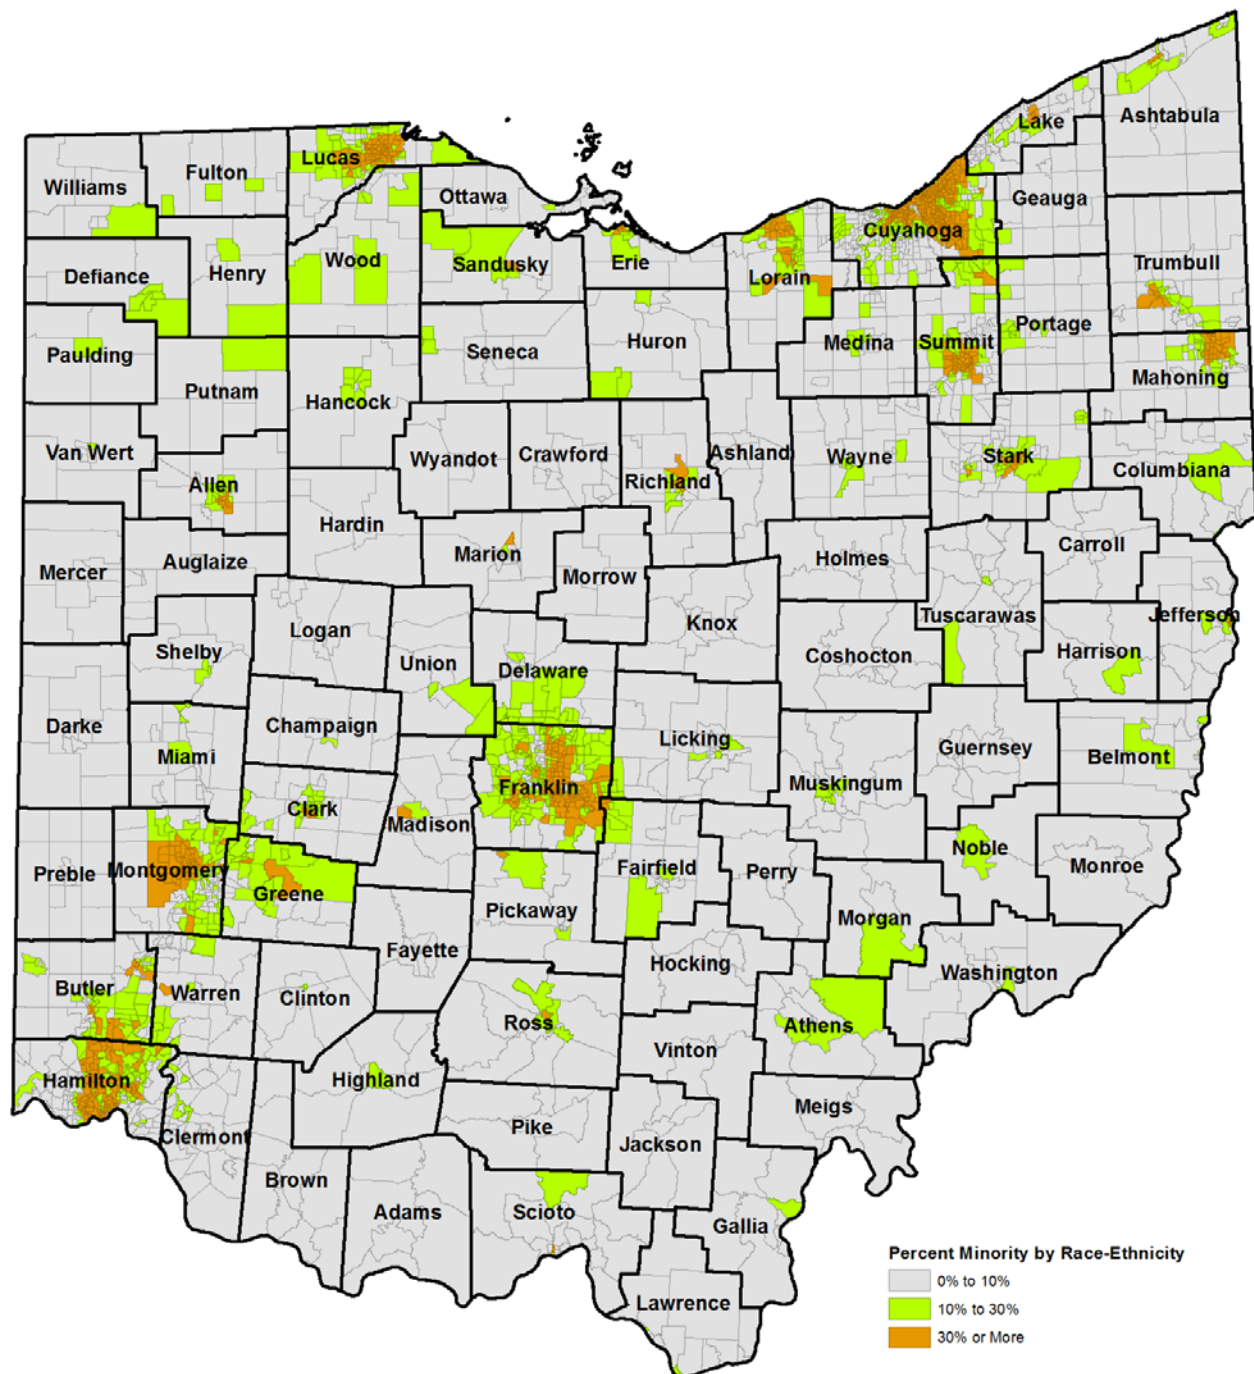 Ashtabula
Lake
Lucas
Fulton
Williams
Geauga
Ottawa
Cuyahoga
Wood
Sandusky
Erie
Trumbull
Defiance
Henry
Lorain
Portage
Paulding
Seneca
Huron
Medina
Summit
Mahoning
Putnam
Hancock
Van Wert
Wyandot
Crawford
Ashland
Wayne
Stark
Columbiana
Allen
Richland
Hardin
Marion
Auglaize
Mercer
Morrow
Holmes
Carroll
Knox
Tuscarawas
Jefferson
Logan
Shelby
Union
Delaware
Coshocton
Harrison
Darke
Champaign
Licking
Guernsey
Miami
Belmont
Franklin
Muskingum
Clark
Madison
Preble
Montgomery
Greene
Fairfield
Perry
Noble
Monroe
Pickaway
Morgan
Fayette
Hocking
Washington
Butler
Warren
Clinton
Ross
Athens
Vinton
Hamilton
Highland
Meigs
Clermont
Pike
Jackson
Brown
Adams
Scioto
Gallia
Lawrence
Percent Minority by Race-Ethnicity
0% to 10%
10% to 30%
30% or More